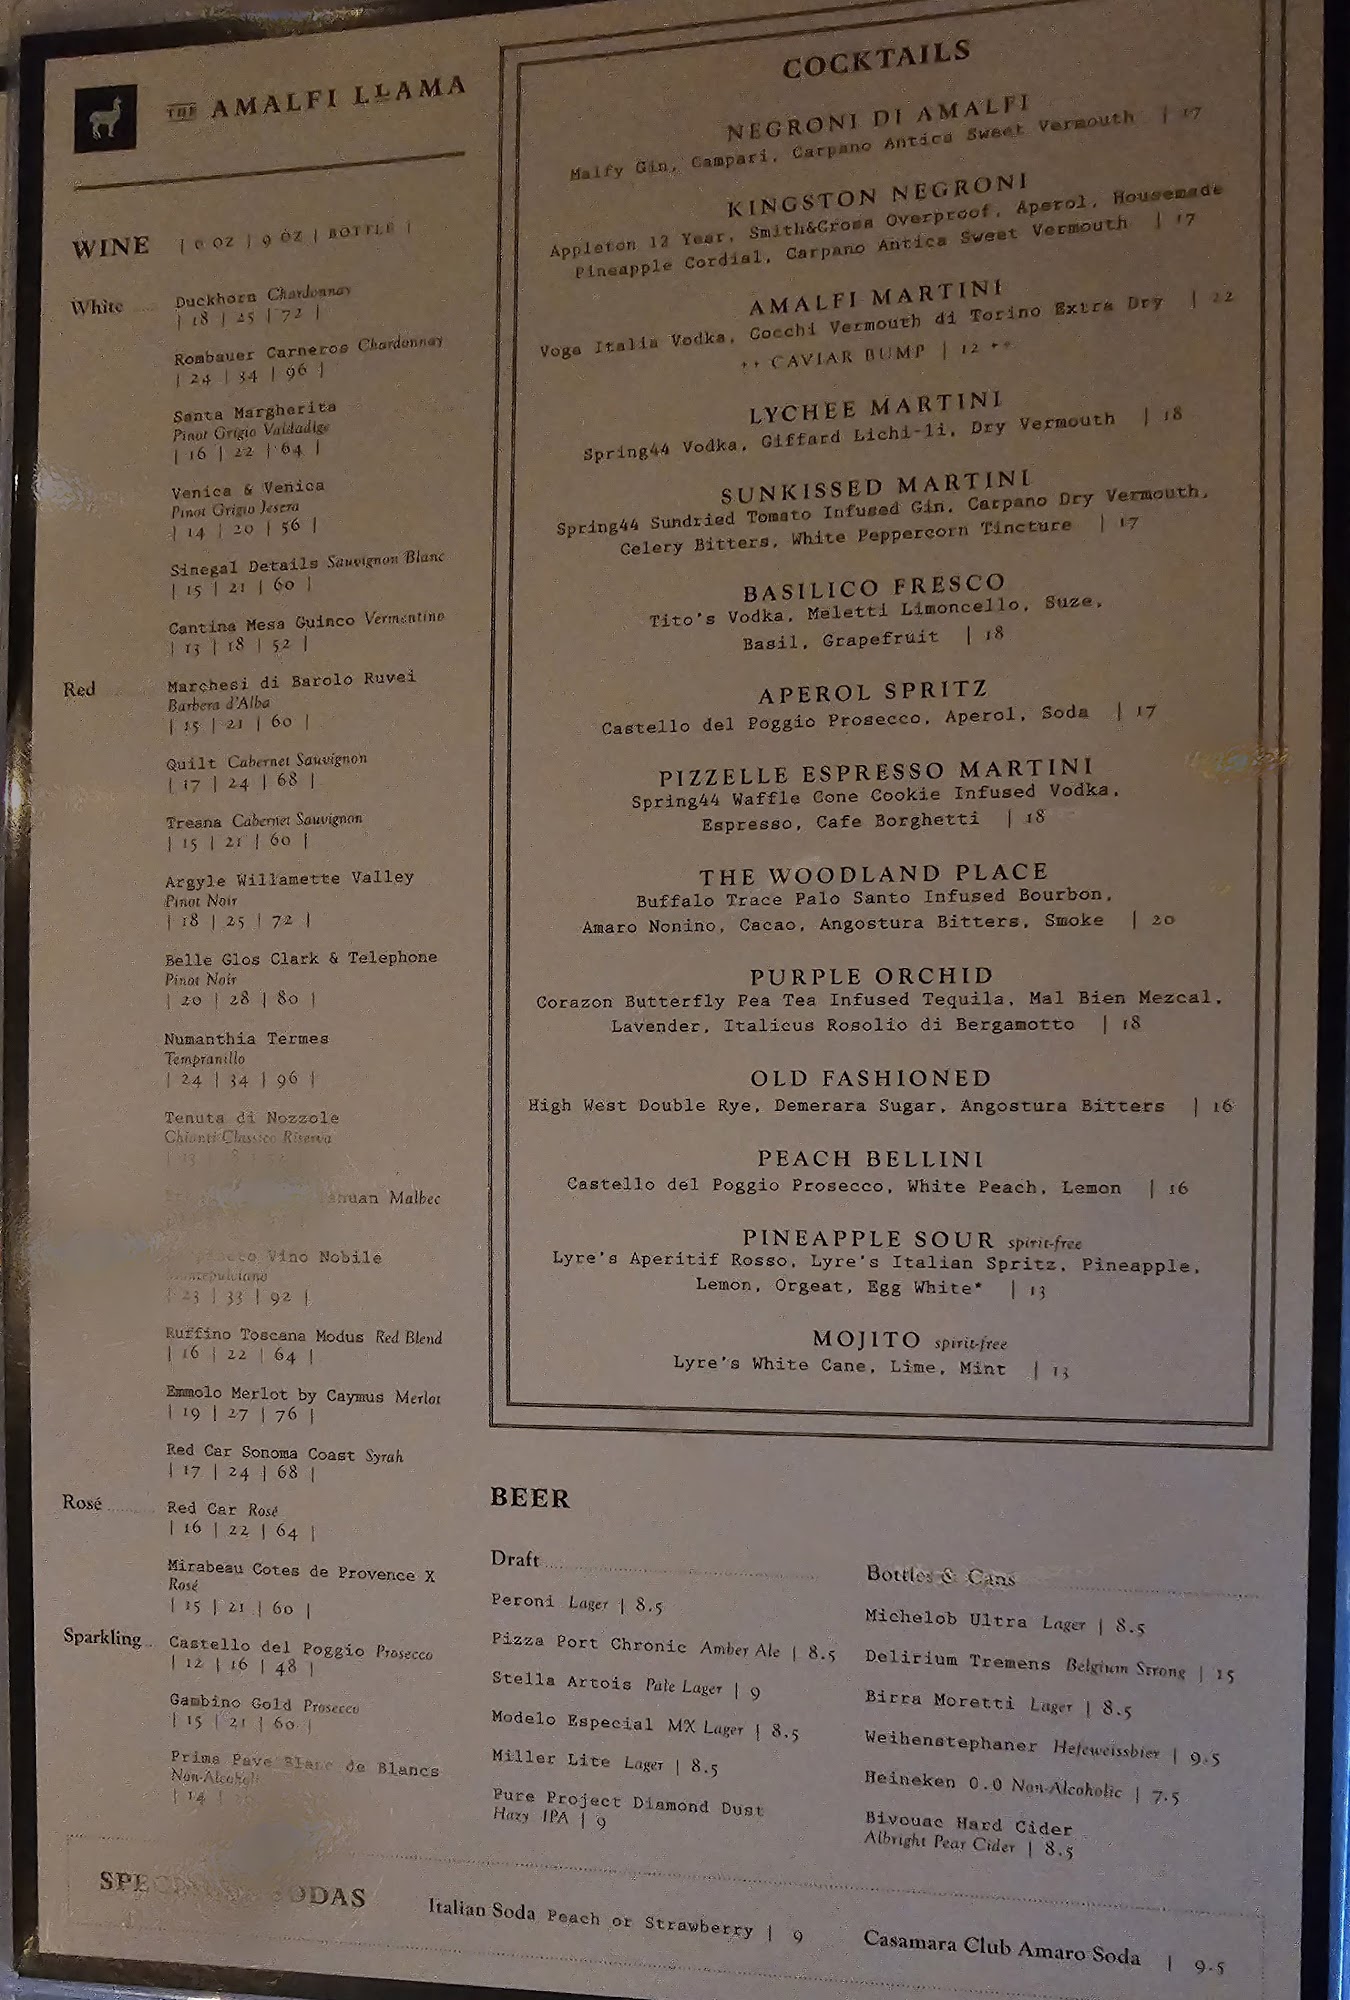 THE AMALFI LLAMA
WINE | 6 OZ | 9 OZ | BOTTLE |
White
Duckhorn Chardonnay
| 18 | 25 | 72 |
Rombauer Carneros Chardonnay
| 24 | 34 | 96 |
Santa Margherita
Pinot Grigio Valdadige
| 16 | 22 | 64 |
Venica & Venica
Pinot Grigio Jesera
| 14 | 20 | 56 |
Sinegal Details Sauvignon Blanc
| 15 | 21 | 60 |
Cantina Mesa Guinco Vermentino
| 13 | 18 | 52 |
Red
Marchesi di Barolo Ruvei
Barbera d'Alba
| 15 | 21 | 60 |
Quilt Cabernet Sauvignon
| 17 | 24 | 68 |
Treana Cabernet Sauvignon
| 15 | 21 | 60 |
Argyle Willamette Valley
Pinot Noir
| 18 | 25 | 72 |
Belle Glos Clark & Telephone
Pinot Noir
| 20 | 28 | 80 |
Numanthia Termes
Tempranillo
| 24 | 34 | 96 |
Tenuta di Nozzole
Chianti Classico Riserva
Malbec
Vino Nobile
| 23 | 33 | 92 |
Ruffino Toscana Modus Red Blend
| 16 | 22 | 64 |
Emmolo Merlot by Caymus Merlot
| 19 | 27 | 76 |
Red Car Sonoma Coast Syrah
| 17 | 24 | 68 |
Rosé
Red Car Rosé
| 16 | 22 | 64 |
Mirabeau Cotes de Provence X
Rosé
| 15 | 21 | 60 |
Sparkling
Castello del Poggio Prosecco
| 12 | 16 | 48 |
Gambino Gold Prosecco
| 15 | 21 | 60 |
Prima Pave Blanc de Blancs
| 14 |
COCKTAILS
NEGRONI DI AMALFI
Malfy Gin, Campari, Carpano Antica Sweet Vermouth | 17
KINGSTON NEGRONI
Appleton 12 Year, Smith&Cross Overproof, Aperol, Housemade
Pineapple Cordial, Carpano Antica Sweet Vermouth | 17
AMALFI MARTINI
Voga Italia Vodka, Cocchi Vermouth di Torino Extra Dry | 22
++ CAVIAR BUMP | 12 ++
LYCHEE MARTINI
Spring44 Vodka, Giffard Lichi-li, Dry Vermouth | 18
SUNKISSED MARTINI
Spring44 Sundried Tomato Infused Gin, Carpano Dry Vermouth,
Celery Bitters, White Peppercorn Tincture | 17
BASILICO FRESCO
Tito's Vodka, Meletti Limoncello, Suze,
Basil, Grapefruit | 18
APEROL SPRITZ
Castello del Poggio Prosecco, Aperol, Soda | 17
PIZZELLE ESPRESSO MARTINI
Spring44 Waffle Cone Cookie Infused Vodka,
Espresso, Cafe Borghetti | 18
THE WOODLAND PLACE
Buffalo Trace Palo Santo Infused Bourbon,
Amaro Nonino, Cacao, Angostura Bitters, Smoke | 20
PURPLE ORCHID
Corazon Butterfly Pea Tea Infused Tequila, Mal Bien Mezcal,
Lavender, Italicus Rosolio di Bergamotto | 18
OLD FASHIONED
High West Double Rye, Demerara Sugar, Angostura Bitters | 16
PEACH BELLINI
Castello del Poggio Prosecco, White Peach, Lemon | 16
PINEAPPLE SOUR spirit-free
Lyre's Aperitif Rosso, Lyre's Italian Spritz, Pineapple,
Lemon, Orgeat, Egg White* | 13
MOJITO spirit-free
Lyre's White Cane, Lime, Mint | 13
BEER
Draft
Peroni Lager | 8.5
Pizza Port Chronic Amber Ale | 8.5
Stella Artois Pale Lager | 9
Modelo Especial MX Lager | 8.5
Miller Lite Lager | 8.5
Pure Project Diamond Dust
Hazy IPA | 9
Bottles & Cans
Michelob Ultra Lager | 8.5
Delirium Tremens Belgium Strong | 15
Birra Moretti Lager | 8.5
Weihenstephaner Hefeweissbier | 9.5
Heineken 0.0 Non-Alcoholic | 7.5
Bivouac Hard Cider
Albright Pear Cider | 8.5
SODAS
Italian Soda Peach or Strawberry | 9
Casamara Club Amaro Soda | 9.5